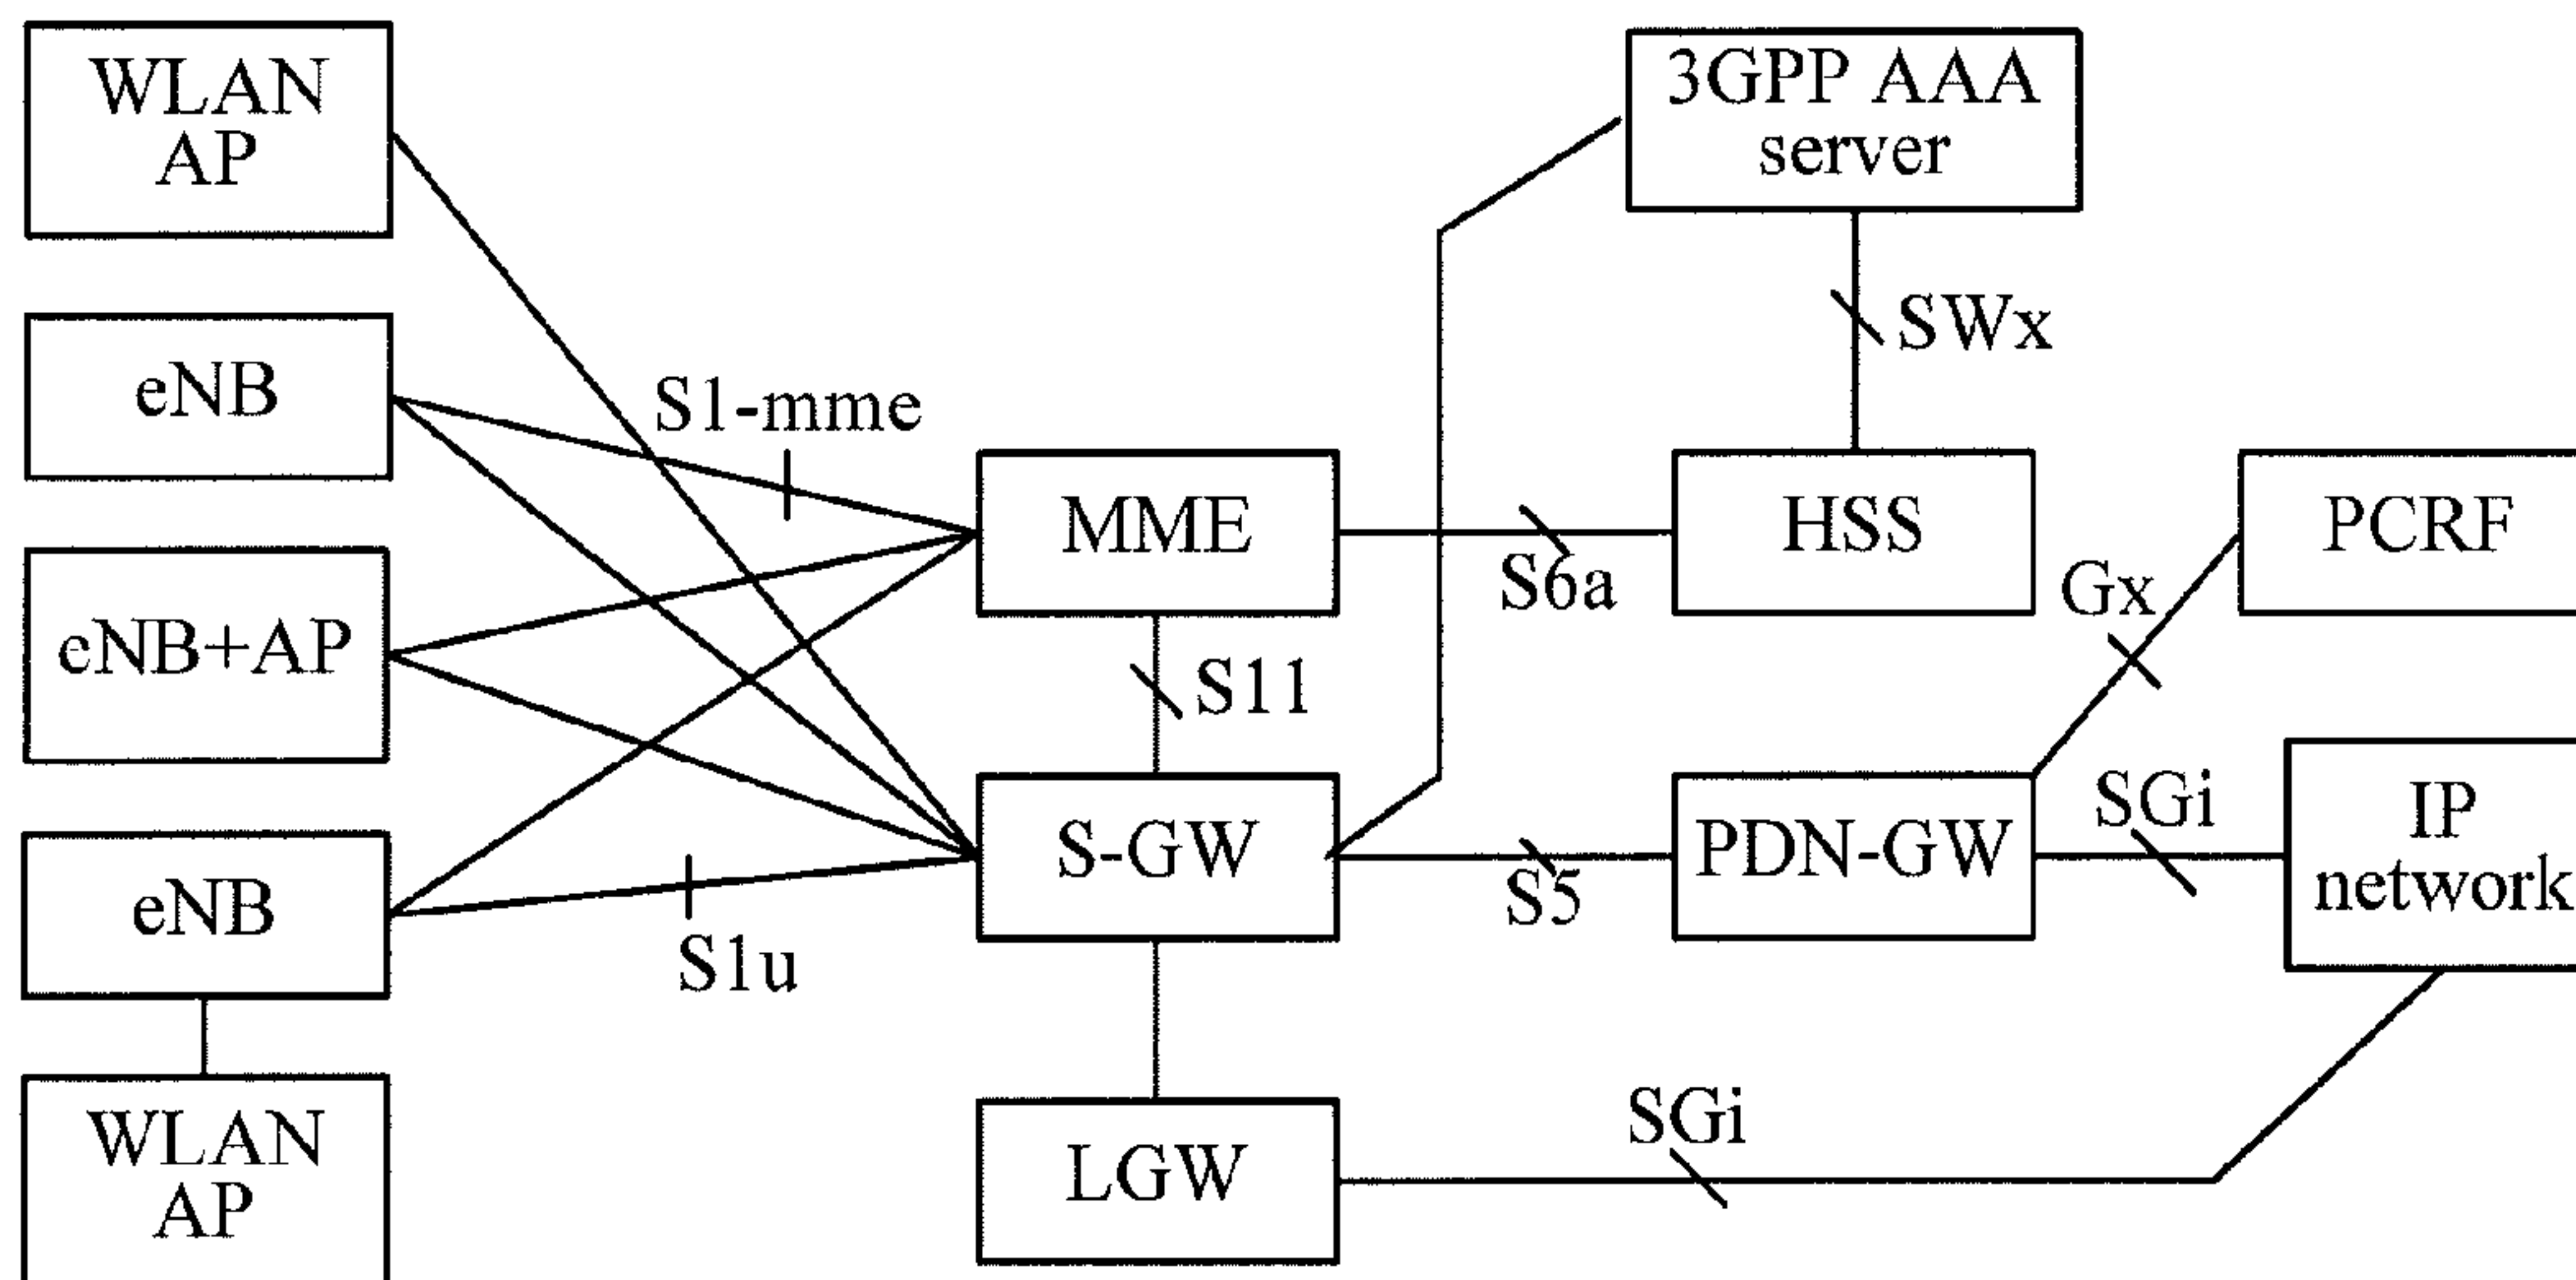 WLAN
AP
3GPP AAA
server
SWx
eNB
S1-mme
MME
HSS
PCRF
S6a
Gx
eNB+AP
S11
SGi
S-GW
PDN-GW
IP
network
S5
eNB
S1u
SGi
LGW
WLAN
AP